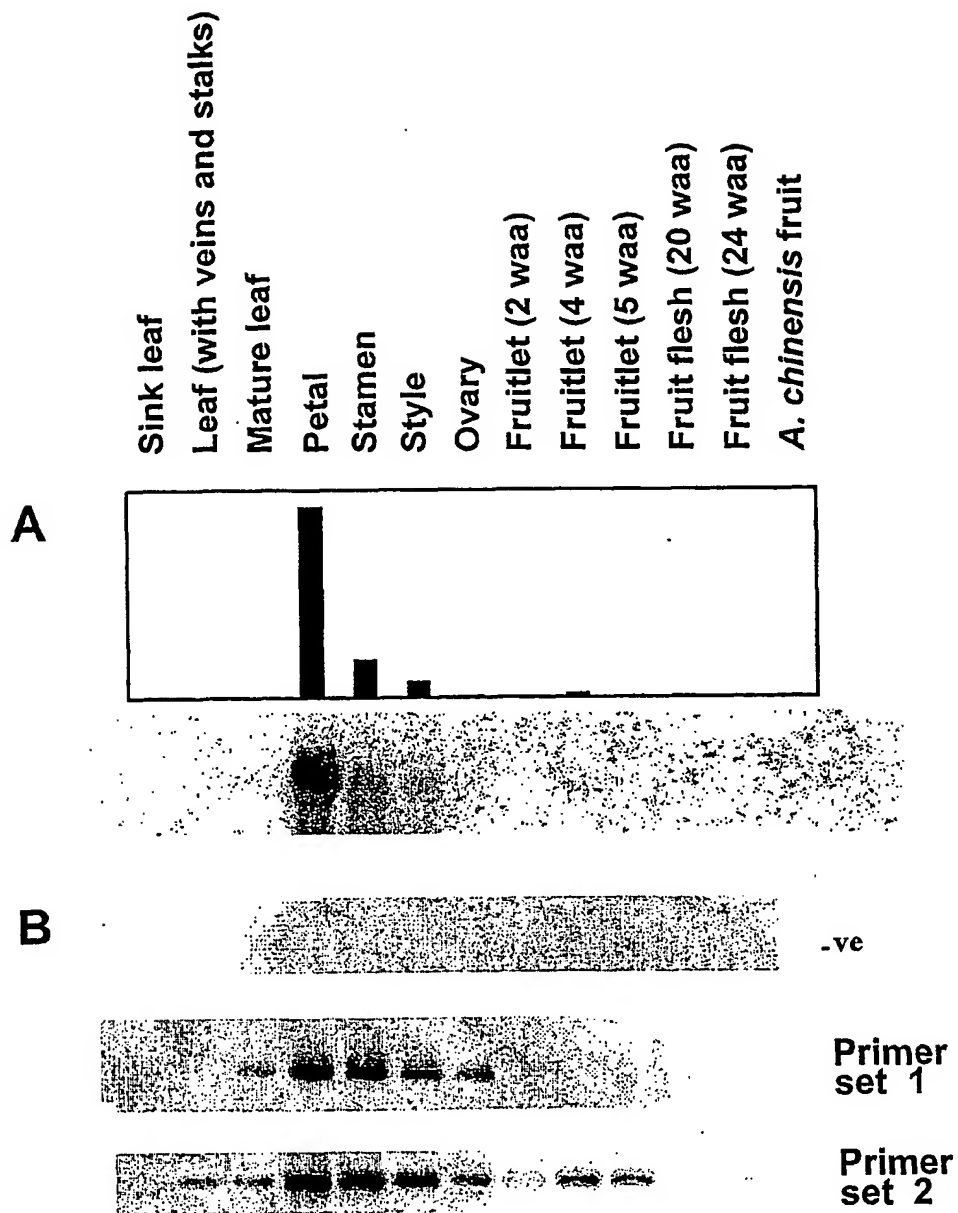 Sink leaf
Leaf (with veins and stalks)
Mature leaf
Petal
Stamen
Style
Ovary
Fruitlet (2 waa)
Fruitlet (4 waa)
Fruitlet (5 waa)
Fruit flesh (20 waa)
Fruit flesh (24 waa)
A. chinensis fruit
A
B
-ve
Primer
set 1
Primer
set 2